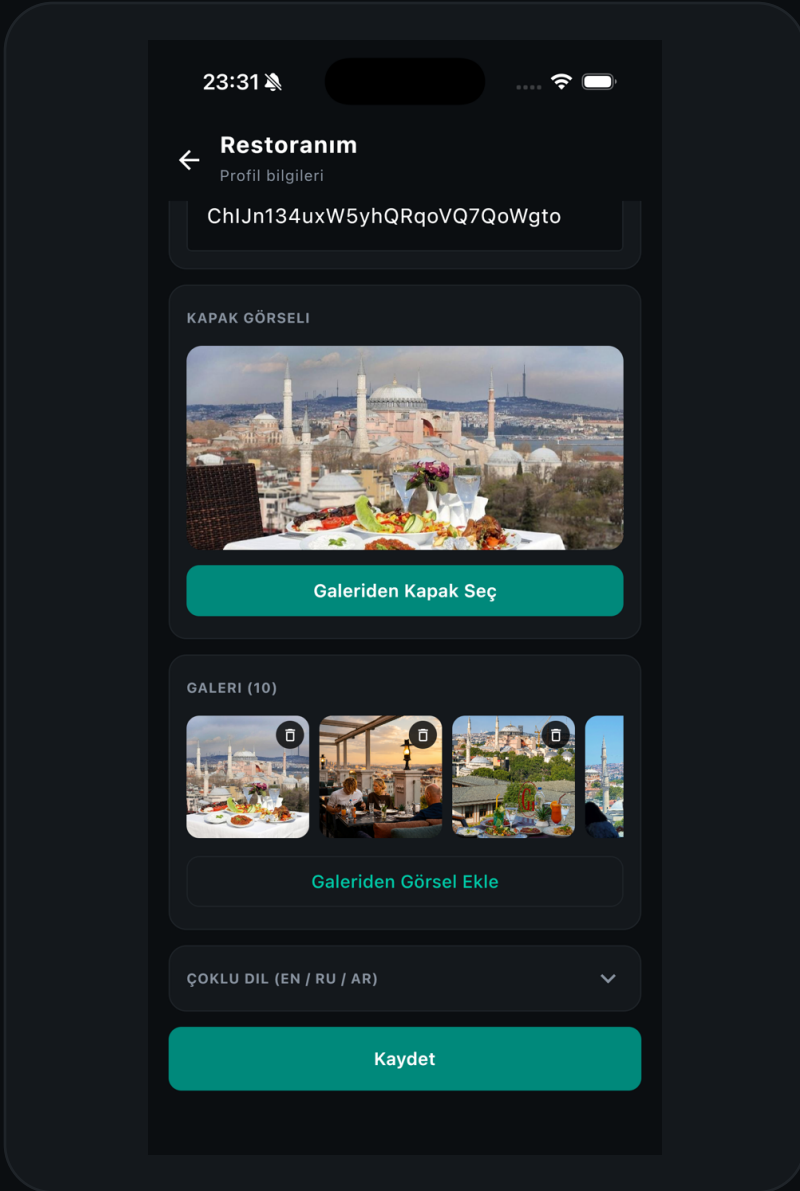 23:31
Restoranım
Profil bilgileri
ChIJn134uxW5yhQRqoVQ7QoWgto
KAPAK GÖRSELI
Galeriden Kapak Seç
GALERI (10)
Galeriden Görsel Ekle
ÇOKLU DIL (EN / RU / AR)
Kaydet